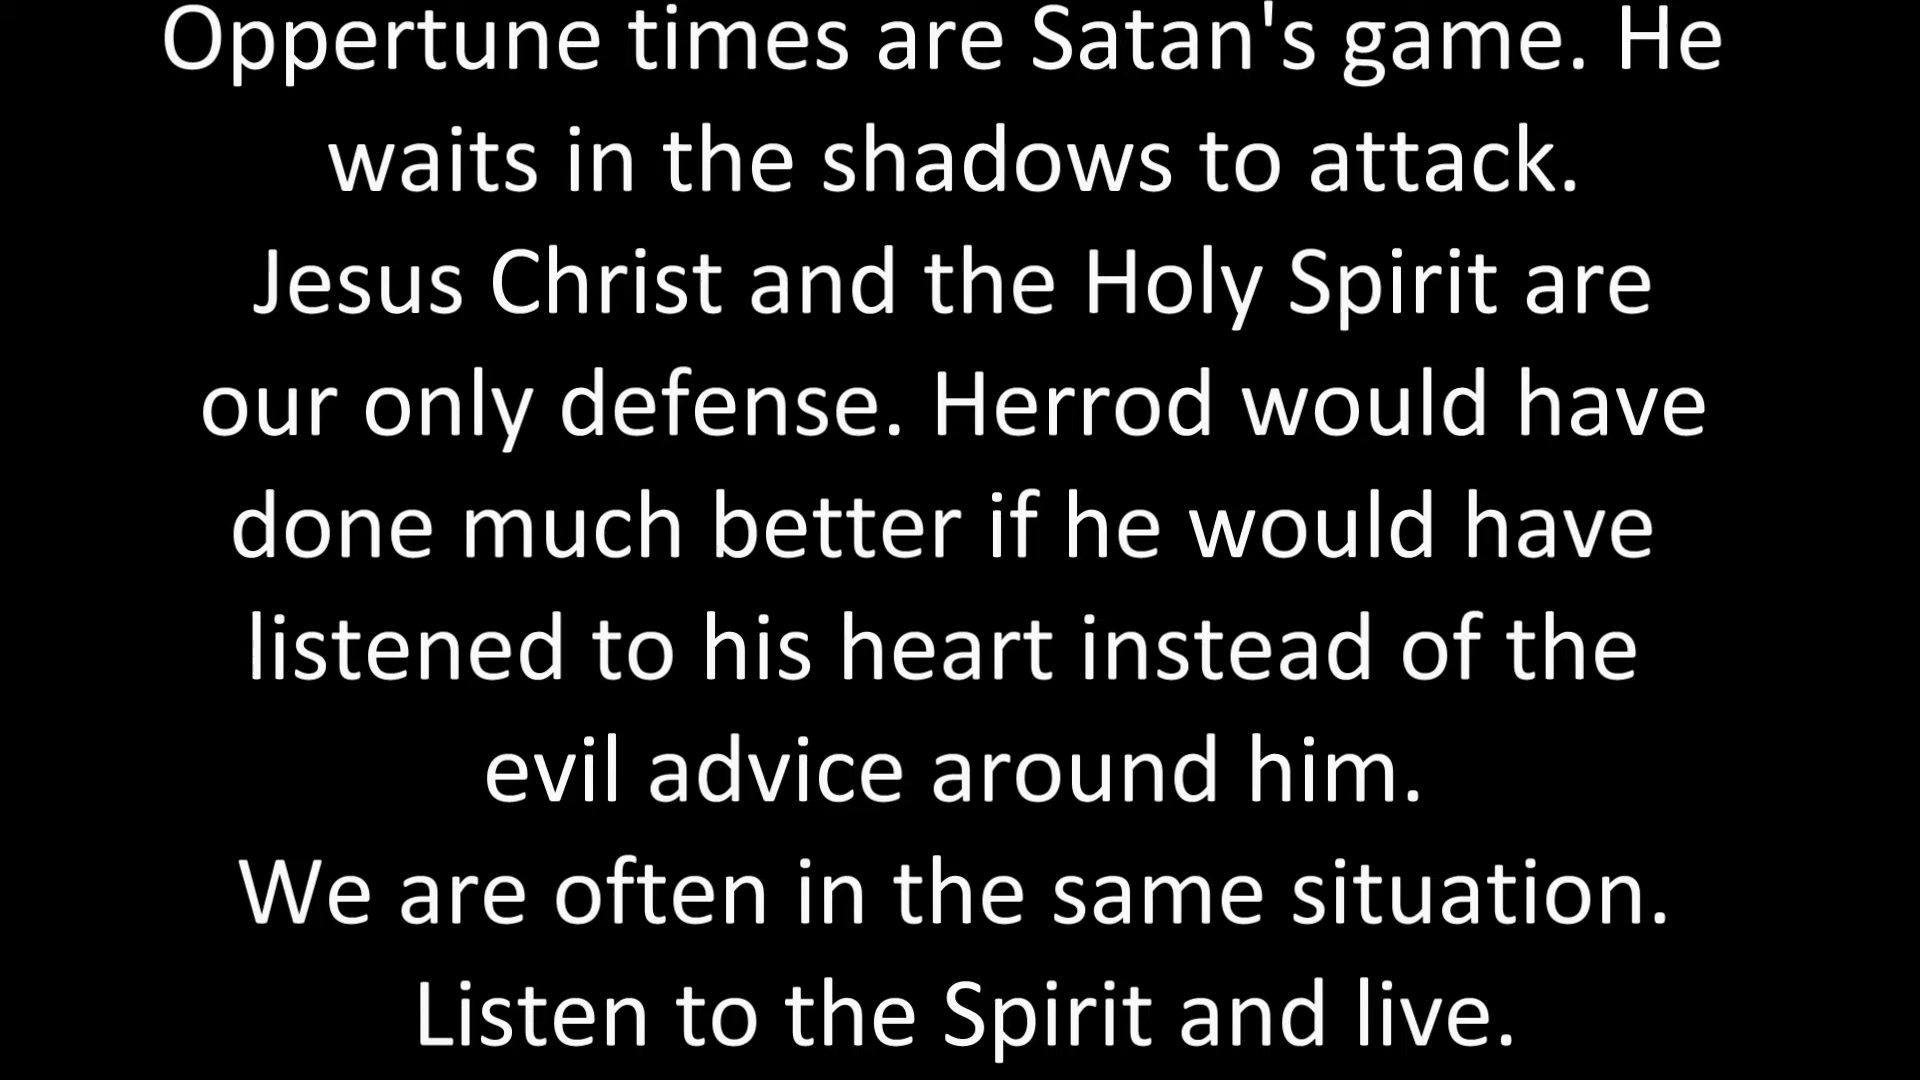 Oppertune times are Satan's game. He
waits in the shadows to attack.
Jesus Christ and the Holy Spirit are
our only defense. Herrod would have
done much better if he would have
listened to his heart instead of the
evil advice around him.
We are often in the same situation.
Listen to the Spirit and live.